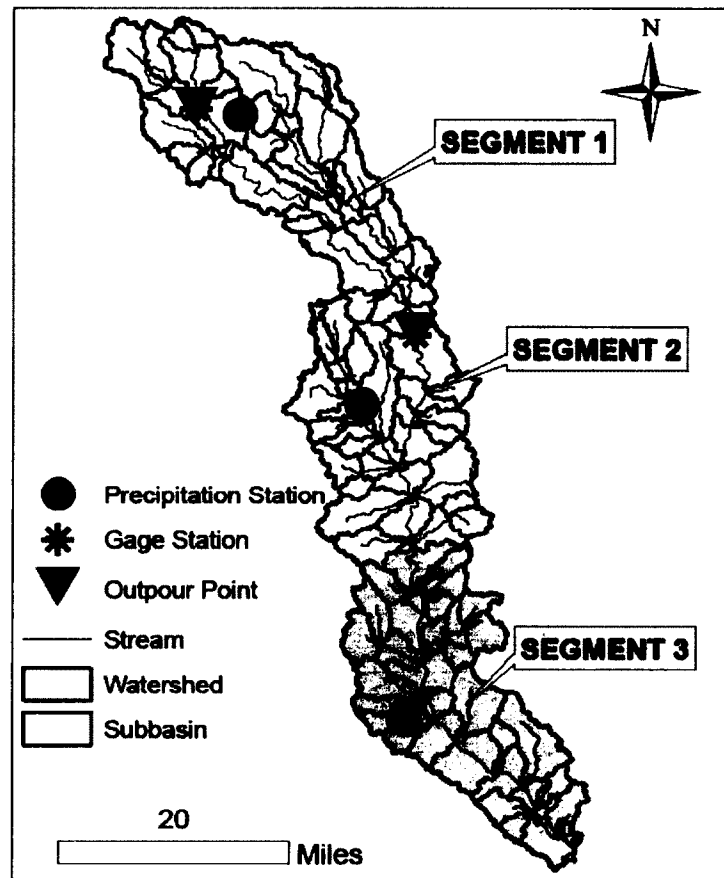 N
SEGMENT 1
SEGMENT 2
Precipitation Station
Gage Station
Outpour Point
Stream
SEGMENT 3
Watershed
Subbasin
20
Miles